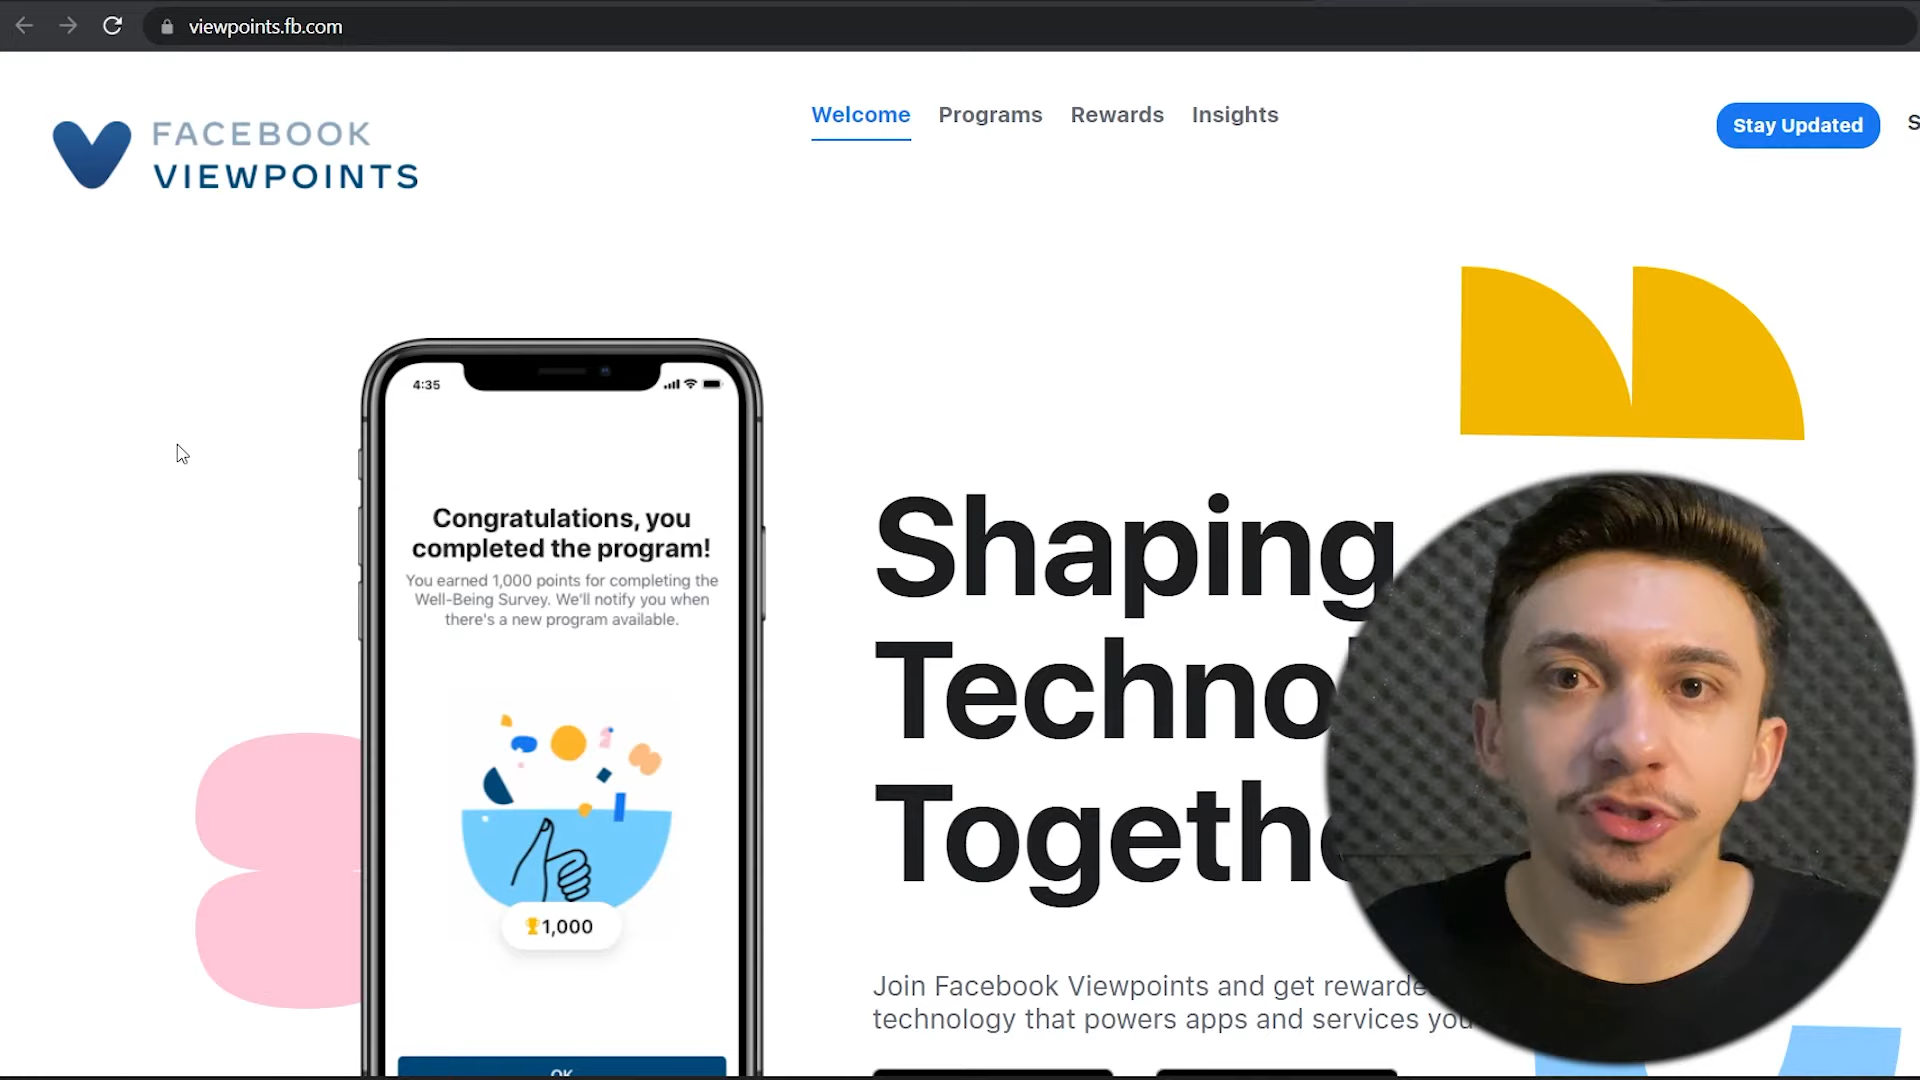 viewpoints.fb.com
FACEBOOK
VIEWPOINTS
Welcome Programs Rewards Insights
Stay Updated
S
4:35
Congratulations, you
completed the program!
You earned 1,000 points for completing the
Well-Being Survey. We'll notify you when
there's a new program available.
1,000
OK
Shaping
Techno
Togeth
Join Facebook Viewpoints and get rewarde
technology that powers apps and services you